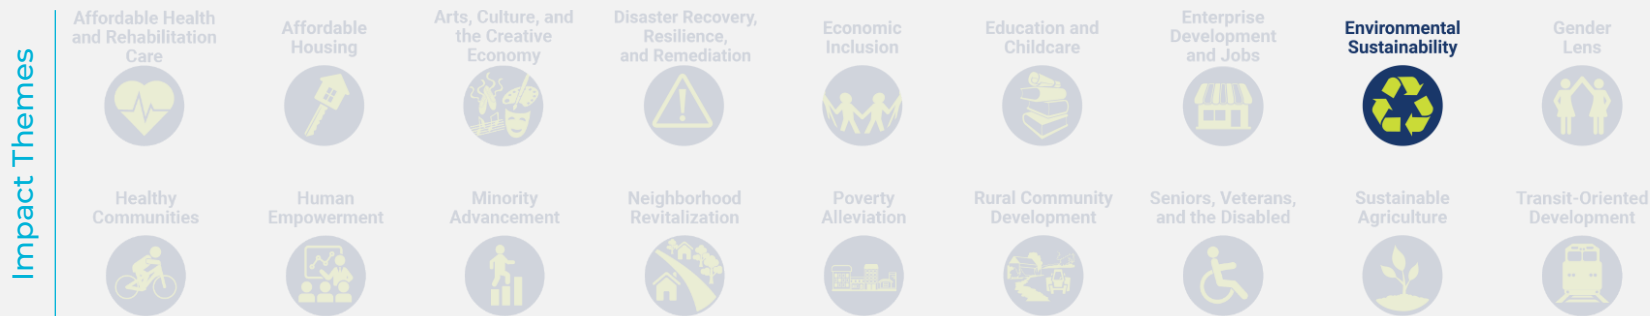 Impact Themes
Affordable Health
and Rehabilitation
Care
Affordable
Housing
Arts, Culture, and
the Creative
Economy
Disaster Recovery,
Resilience,
and Remediation
Economic
Inclusion
Education and
Childcare
Enterprise
Development
and Jobs
Environmental
Sustainability
Gender
Lens
Healthy
Communities
Human
Empowerment
Minority
Advancement
Neighborhood
Revitalization
Poverty
Alleviation
Rural Community
Development
Seniors, Veterans,
and the Disabled
Sustainable
Agriculture
Transit-Oriented
Development